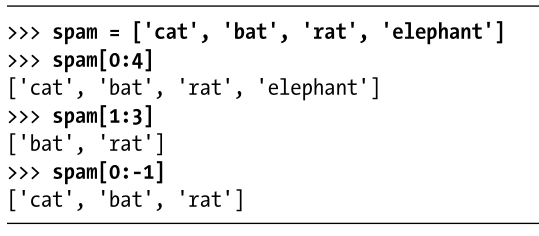 >>> spam = ['cat', 'bat', 'rat', 'elephant']
>>> spam[0:4]
['cat', 'bat', 'rat', 'elephant']
>>> spam[1:3]
['bat', 'rat']
>>> spam[0:-1]
['cat', 'bat', 'rat']